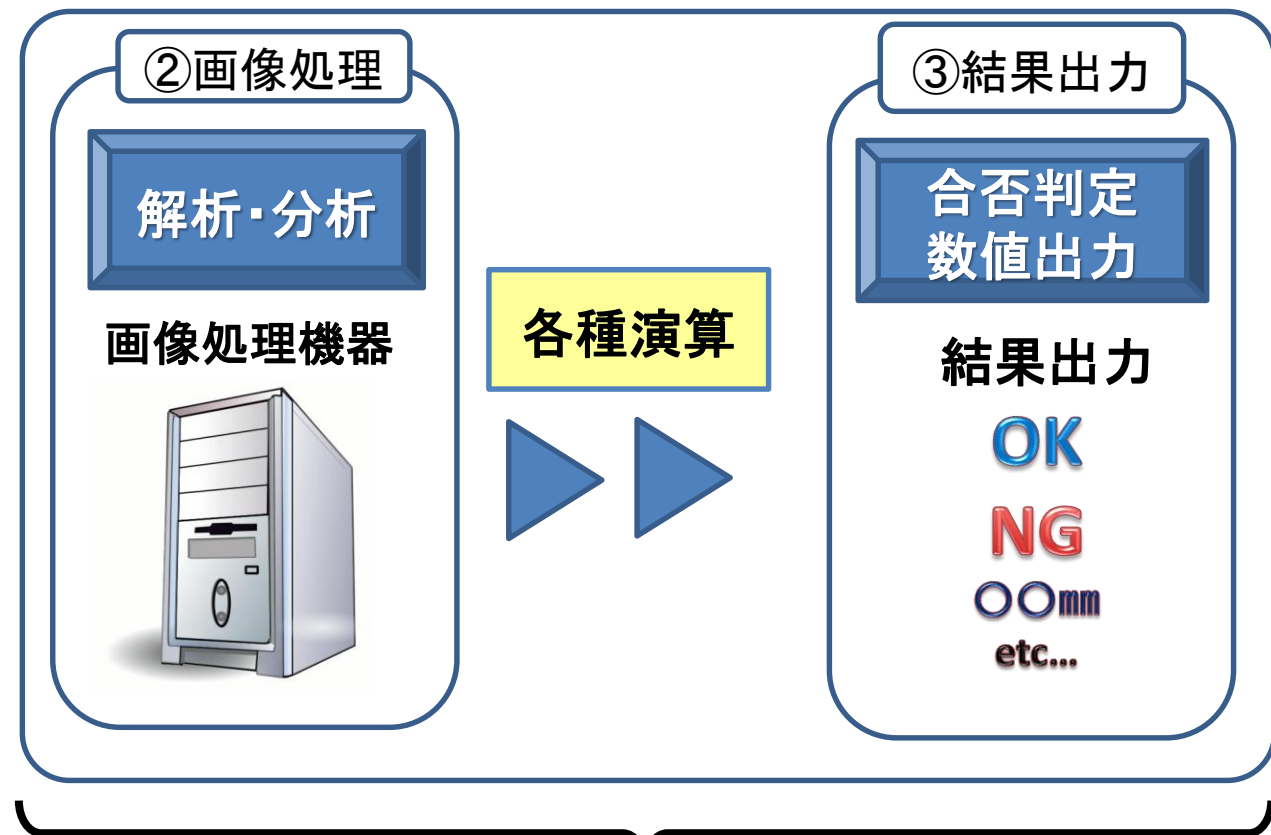 ②画像処理
解析・分析
画像処理機器
各種演算
③結果出力
合否判定
数値出力
結果出力
OK
NG
〇〇㎜
etc...